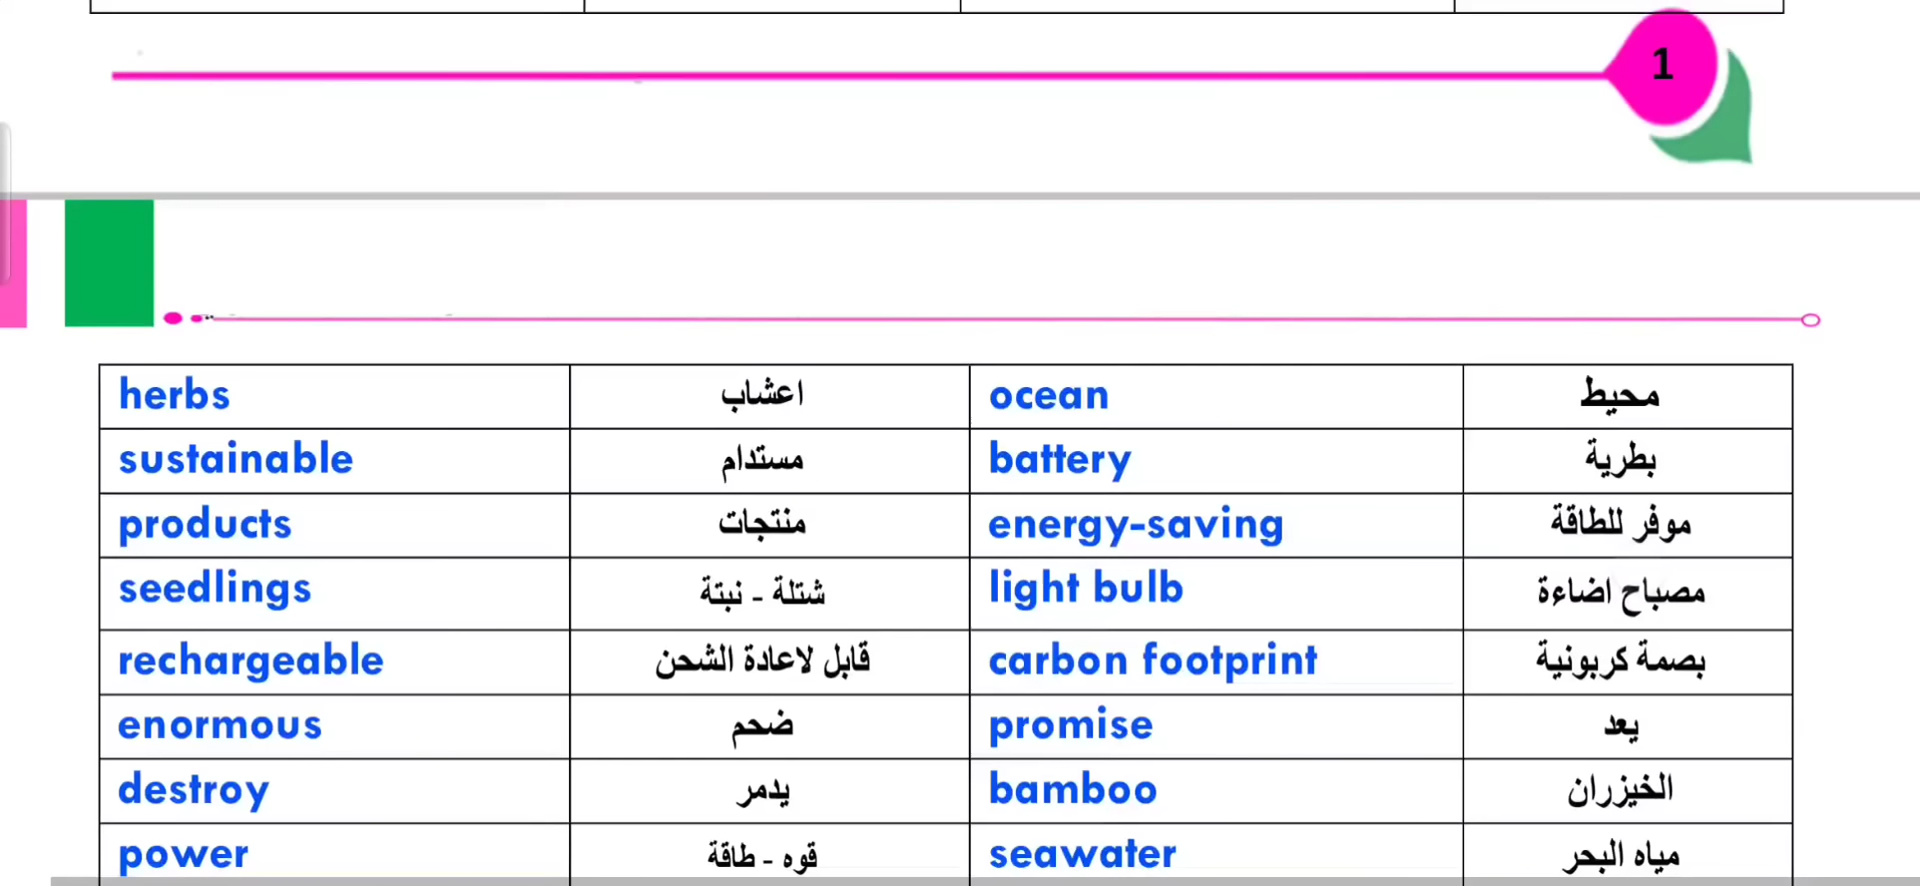 1
herbs اعشاب ocean محيط
sustainable مستدام battery بطرية
products منتجات energy-saving موفر للطاقة
seedlings شتلة - نبتة light bulb مصباح اضاءة
rechargeable قابل لاعادة الشحن carbon footprint بصمة كربونية
enormous ضحم promise يعد
destroy يدمر bamboo الخيزران
power قوه - طاقة seawater مياه البحر